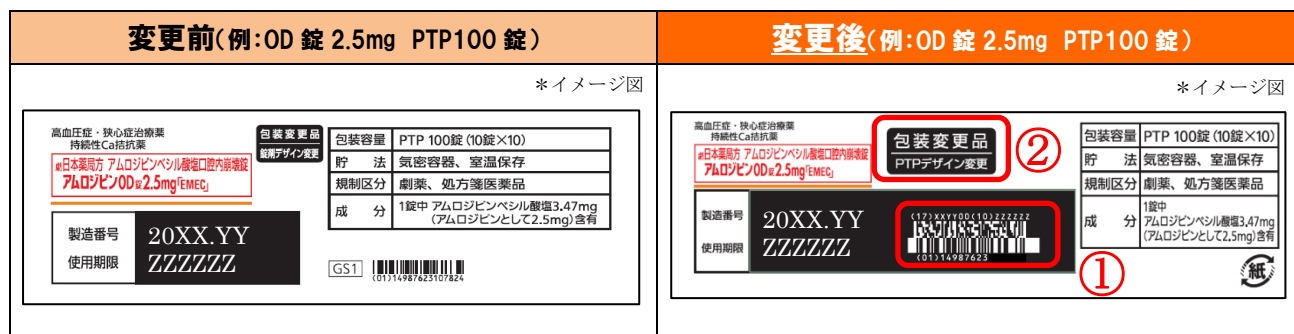 変更前(例:OD 錠 2.5mg PTP100 錠)
*イメージ図
高血圧症・狭心症治療薬
持続性Ca拮抗薬
劇日本薬局方 アムロジピンベシル酸塩口腔内崩壊錠
アムロジピンOD錠2.5mg「EMEC」
包装変更品
錠剤デザイン変更
包装容量 PTP 100錠(10錠×10)
貯 法 気密容器、室温保存
規制区分 劇薬、処方箋医薬品
成 分 1錠中 アムロジピンベシル酸塩3.47mg
(アムロジピンとして2.5mg)含有
製造番号 20XX.YY
使用期限 ZZZZZZ
GS1
(01)14987623107824
変更後(例:OD 錠 2.5mg PTP100 錠)
*イメージ図
高血圧症・狭心症治療薬
持続性Ca拮抗薬
劇日本薬局方 アムロジピンベシル酸塩口腔内崩壊錠
アムロジピンOD錠2.5mg「EMEC」
包装変更品
PTPデザイン変更
②
包装容量 PTP 100錠(10錠×10)
貯 法 気密容器、室温保存
規制区分 劇薬、処方箋医薬品
成 分 1錠中
アムロジピンベシル酸塩3.47mg
(アムロジピンとして2.5mg)含有
製造番号 20XX.YY
使用期限 ZZZZZZ
(17)XXYY00(10)ZZZZZZ
(01)14987623
①
紙